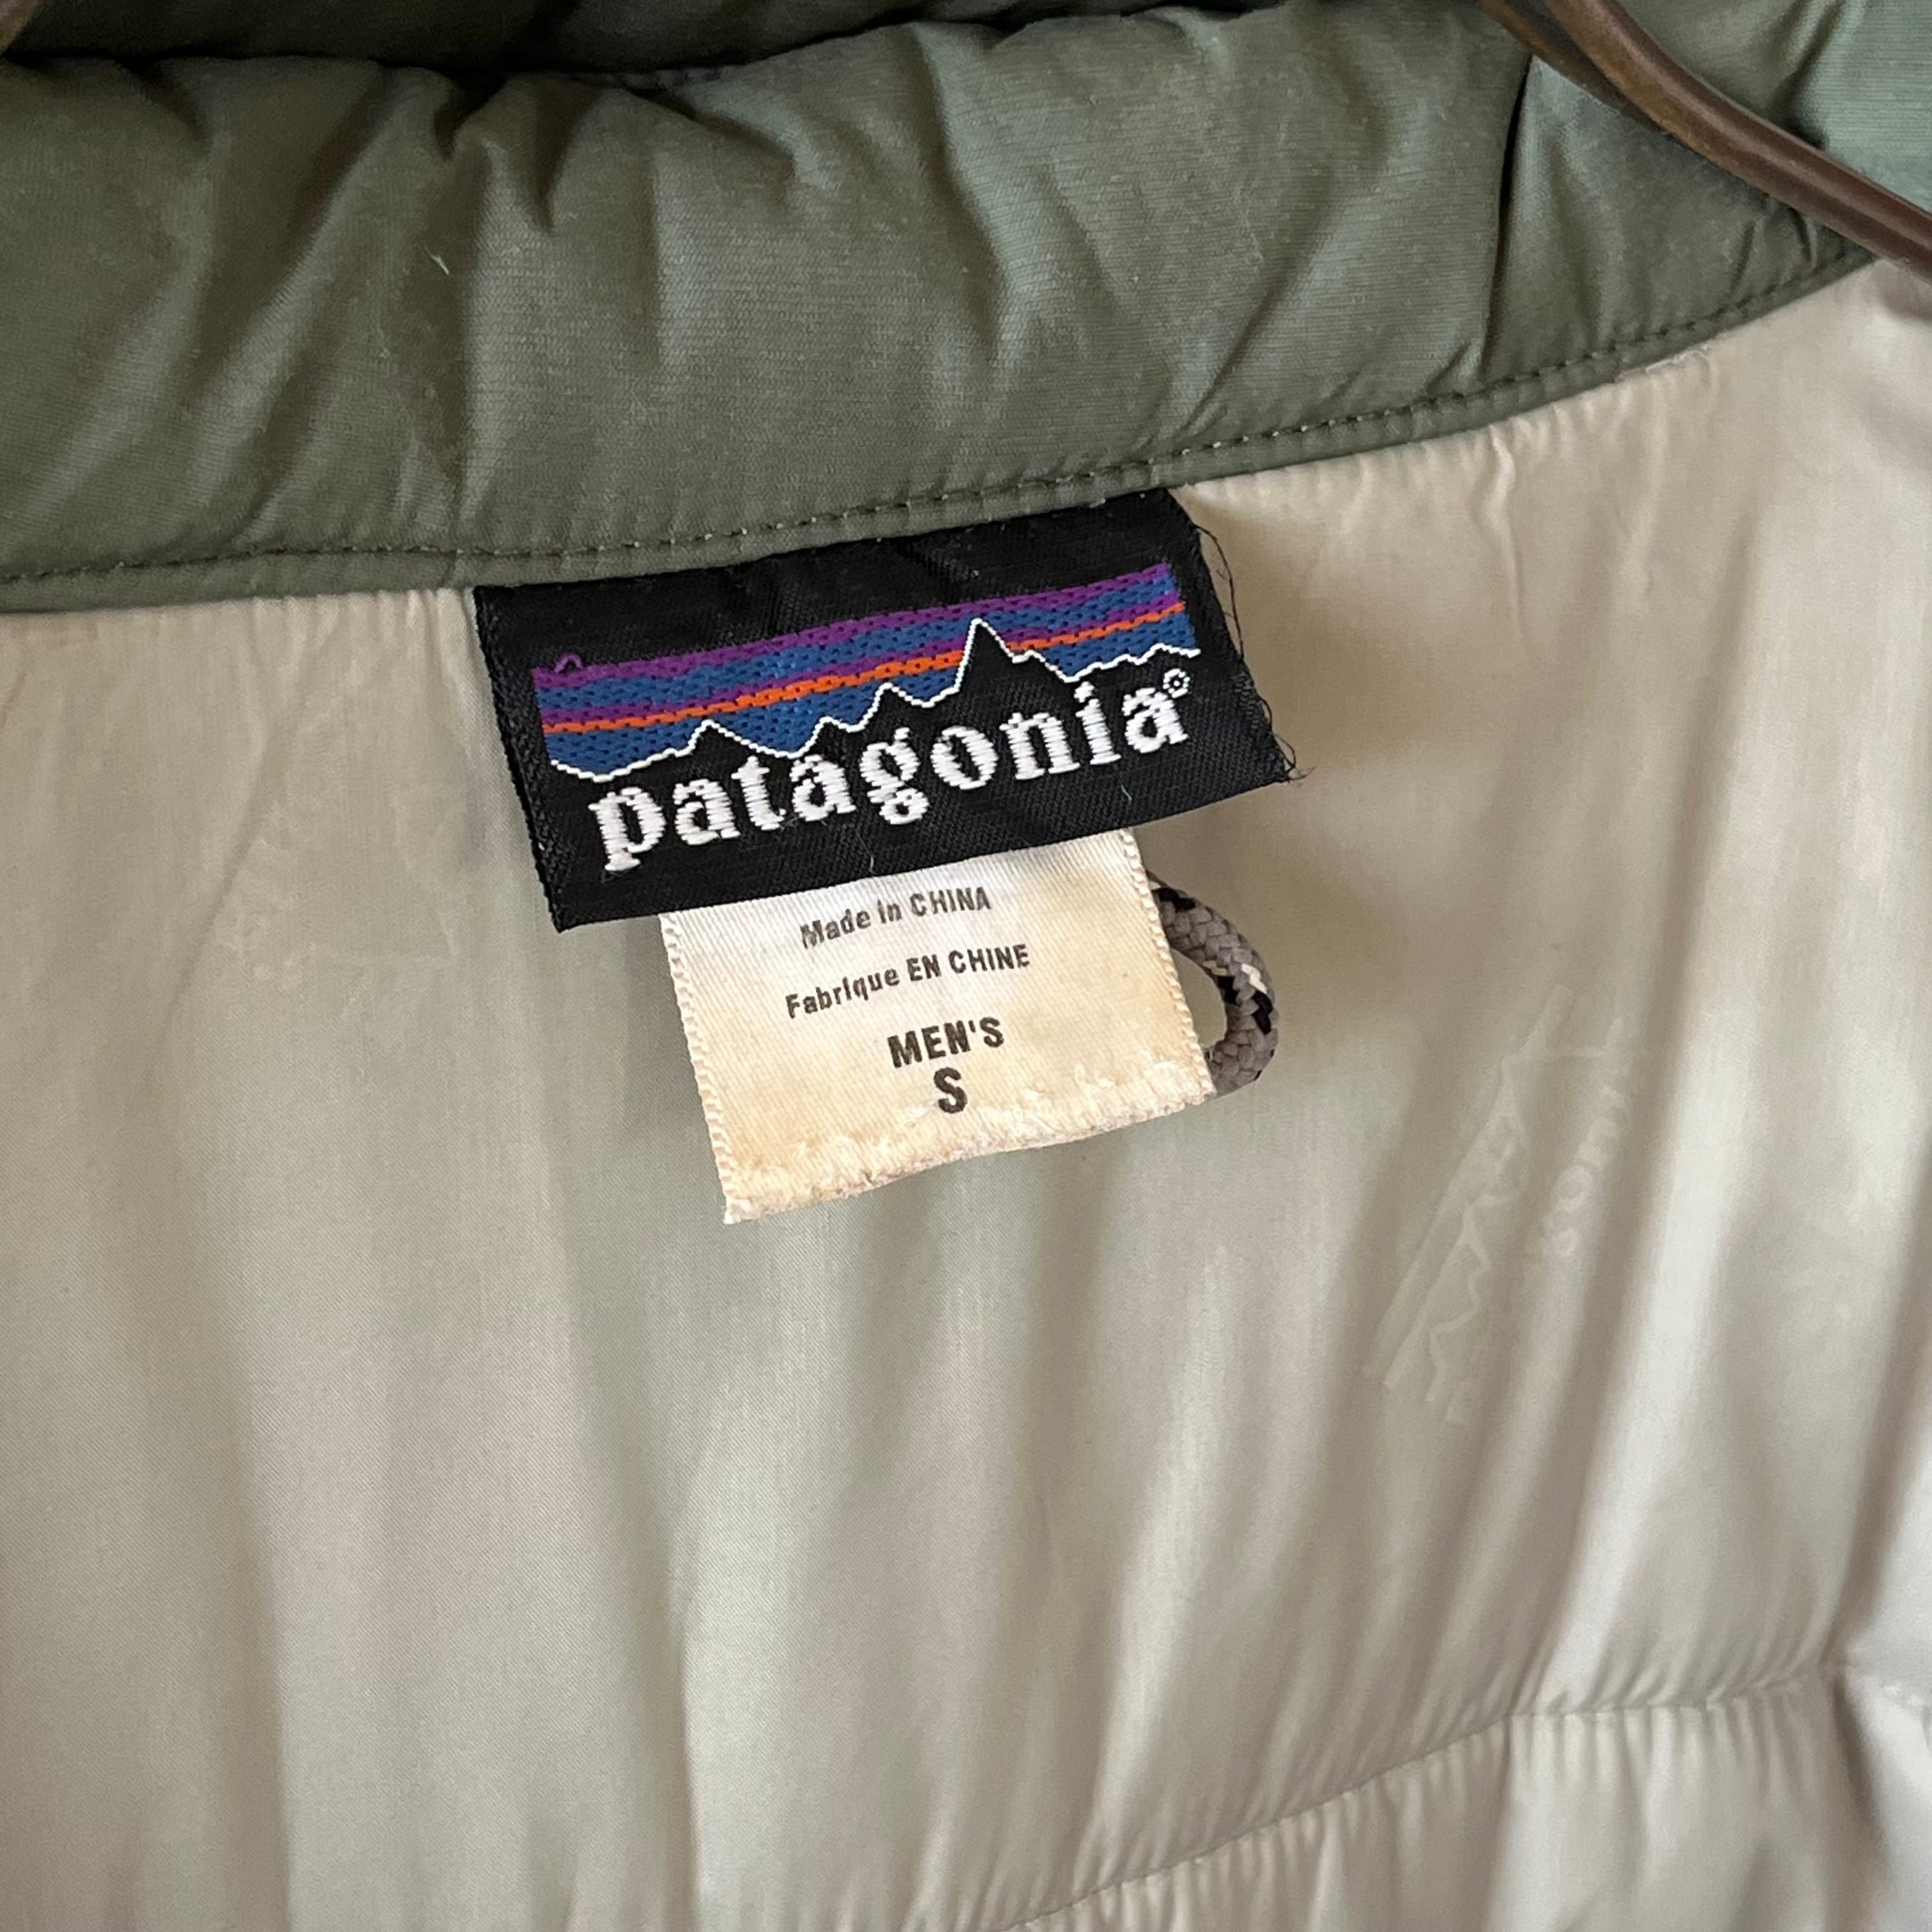 patagonia®
Made in CHINA
Fabrique EN CHINE
MEN'S
S